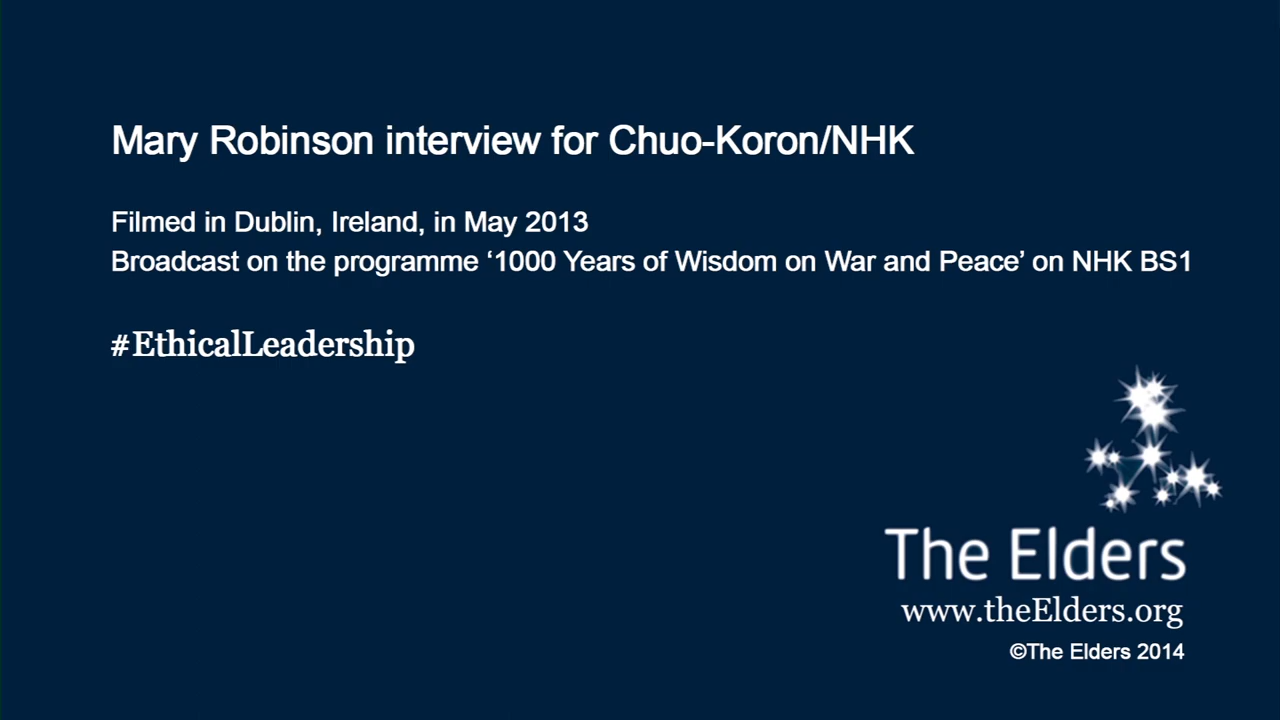 Mary Robinson interview for Chuo-Koron/NHK
Filmed in Dublin, Ireland, in May 2013
Broadcast on the programme ‘1000 Years of Wisdom on War and Peace’ on NHK BS1
#EthicalLeadership
The Elders
www.theElders.org
©The Elders 2014